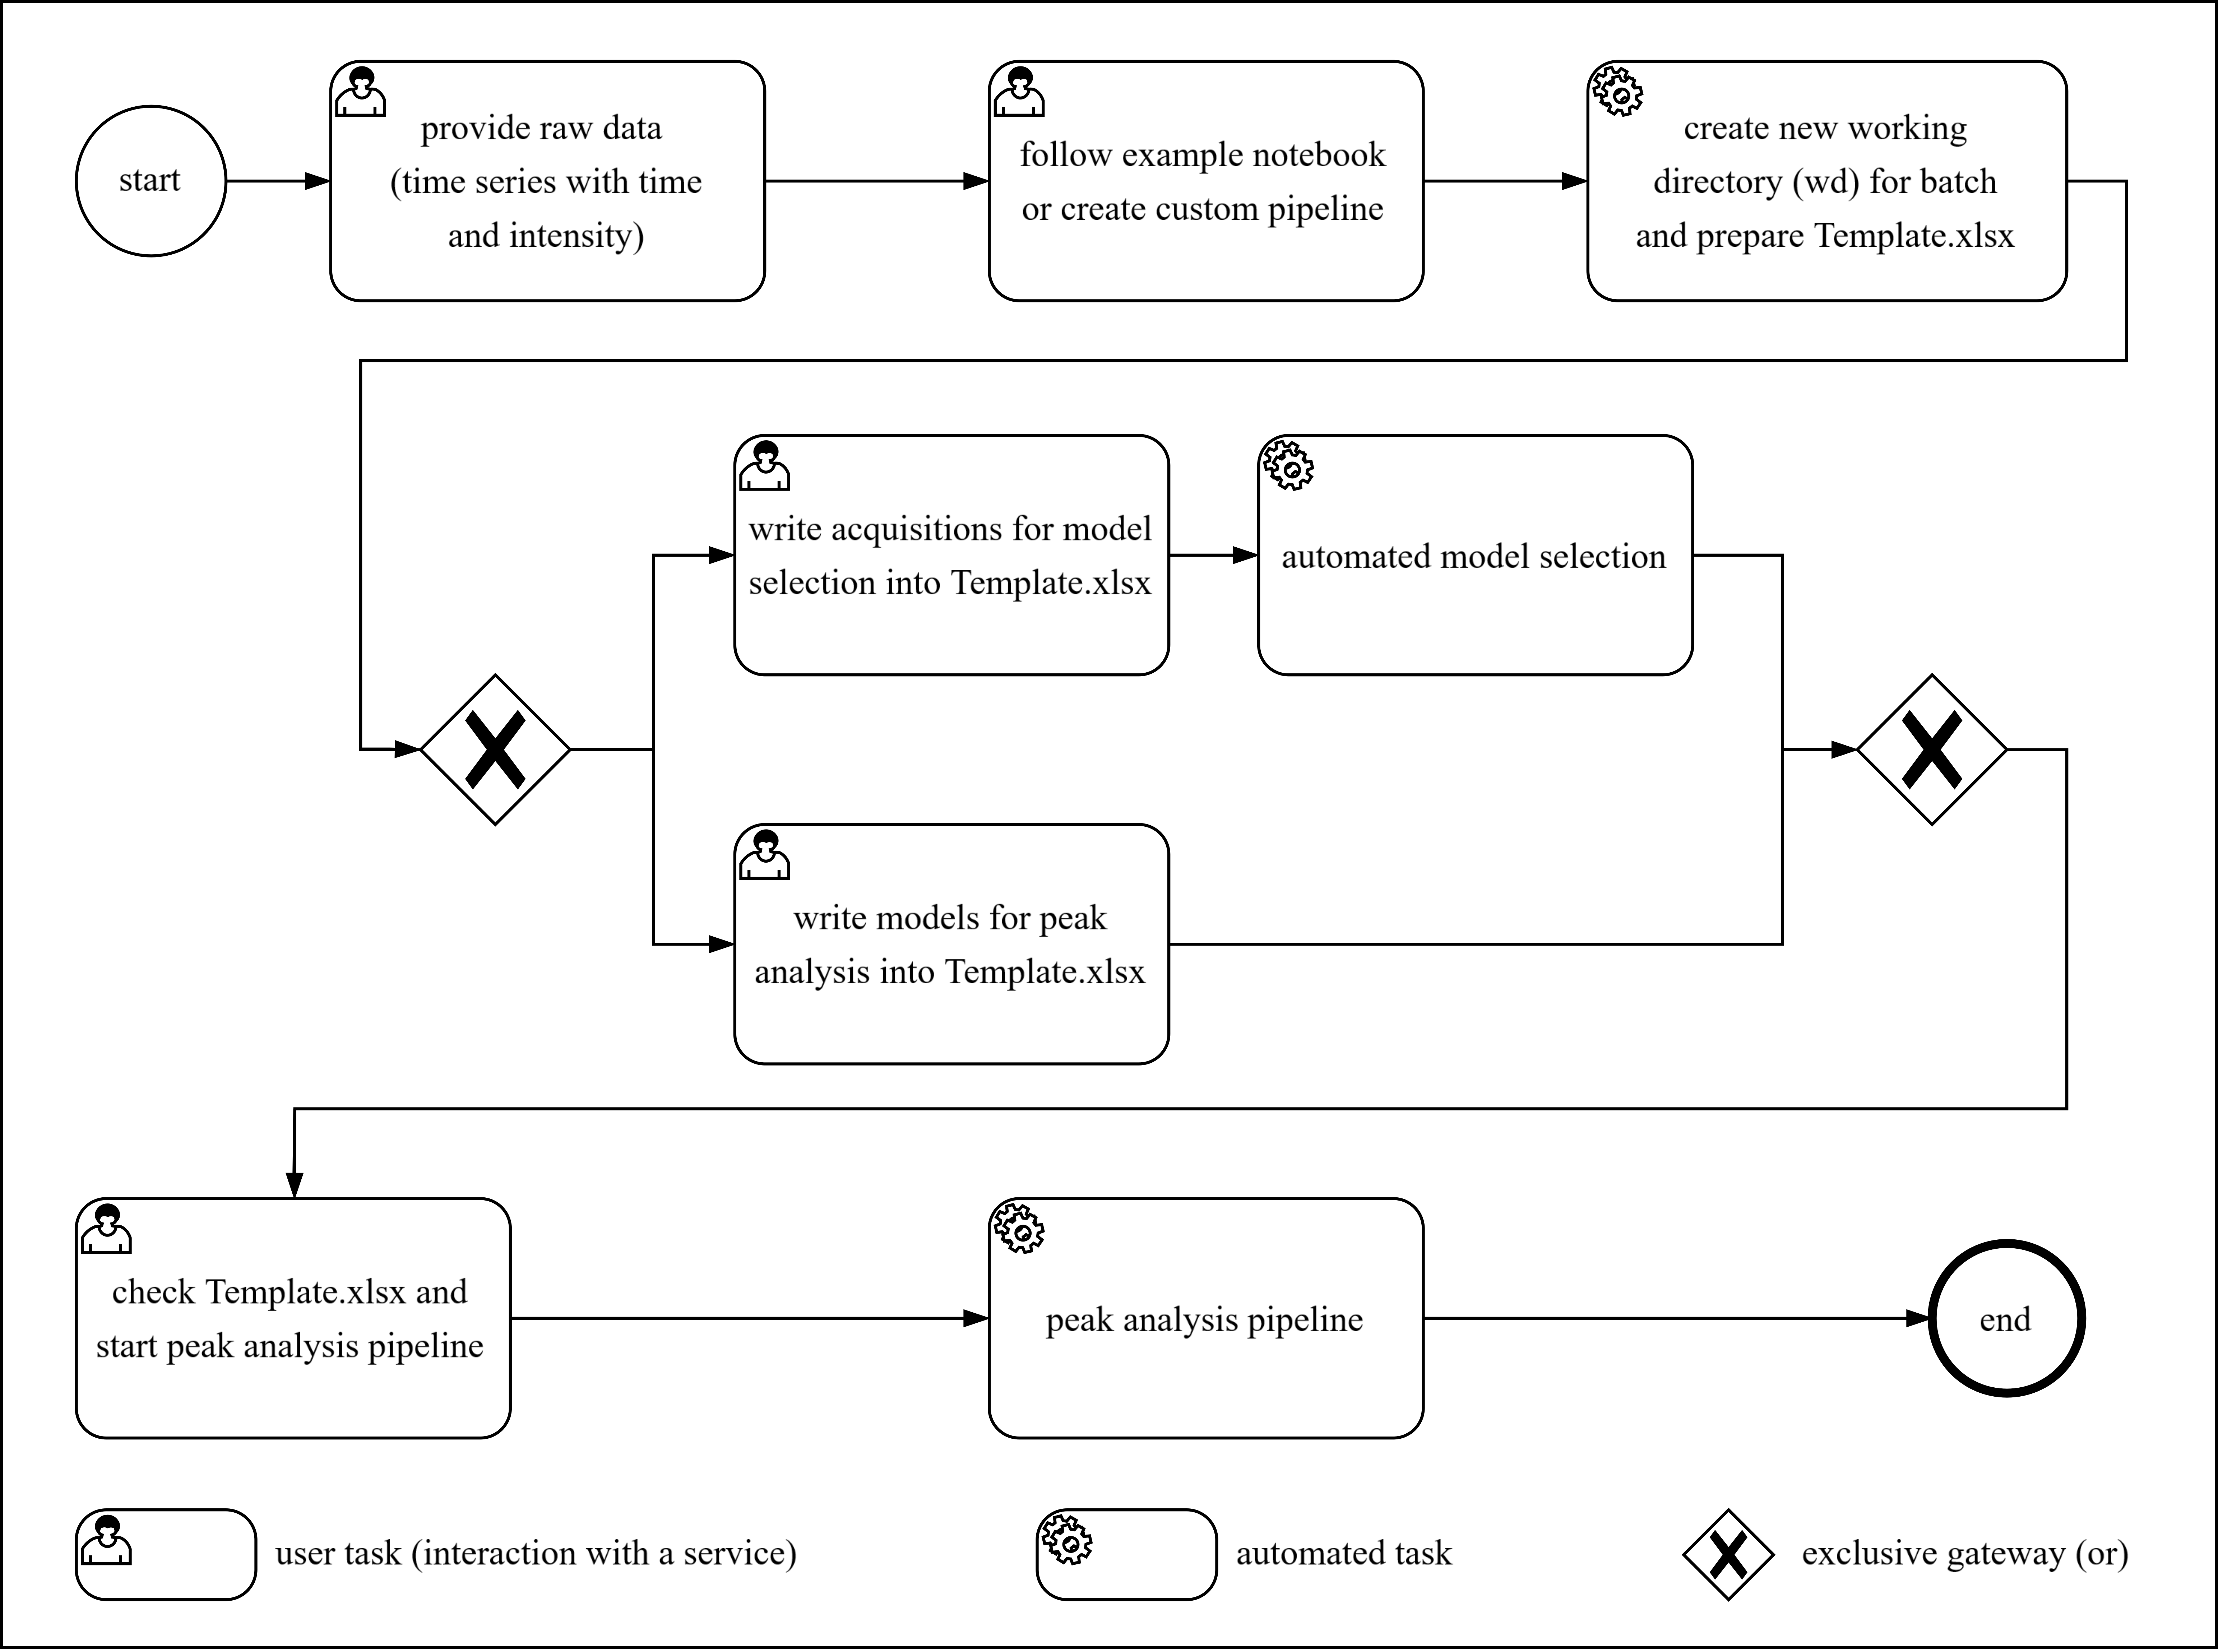 start
provide raw data
(time series with time
and intensity)
follow example notebook
or create custom pipeline
create new working
directory (wd) for batch
and prepare Template.xlsx
write acquisitions for model
selection into Template.xlsx
automated model selection
write models for peak
analysis into Template.xlsx
check Template.xlsx and
start peak analysis pipeline
peak analysis pipeline
end
user task (interaction with a service)
automated task
exclusive gateway (or)